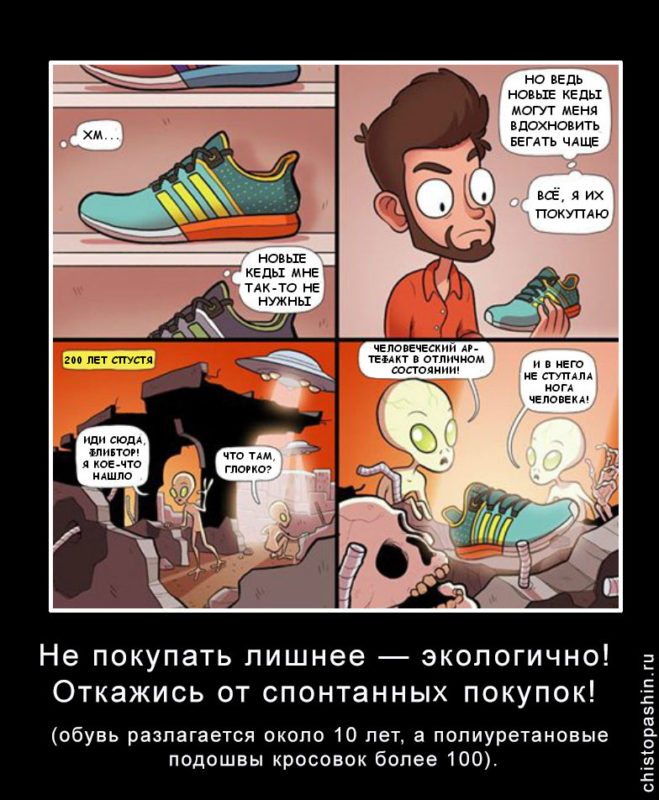 ХМ...
НОВЫЕ
КЕДЫ МНЕ
ТАК-ТО НЕ
НУЖНЫ
НО ВЕДЬ
НОВЫЕ КЕДЫ
МОГУТ МЕНЯ
ВДОХНОВИТЬ
БЕГАТЬ ЧАЩЕ
ВСЁ, Я ИХ
ПОКУПАЮ
200 ЛЕТ СПУСТЯ
ИДИ СЮДА,
ФЛИБТОР!
Я КОЕ-ЧТО
НАШЛО
ЧТО ТАМ,
ГЛОРКО?
ЧЕЛОВЕЧЕСКИЙ АР-
ТЕФАКТ В ОТЛИЧНОМ
СОСТОЯНИИ!
И В НЕГО
НЕ СТУПАЛА
НОГА
ЧЕЛОВЕКА!
Не покупать лишнее — экологично!
Откажись от спонтанных покупок!
(обувь разлагается около 10 лет, а полиуретановые
подошвы кросовок более 100).
chistopashin.ru